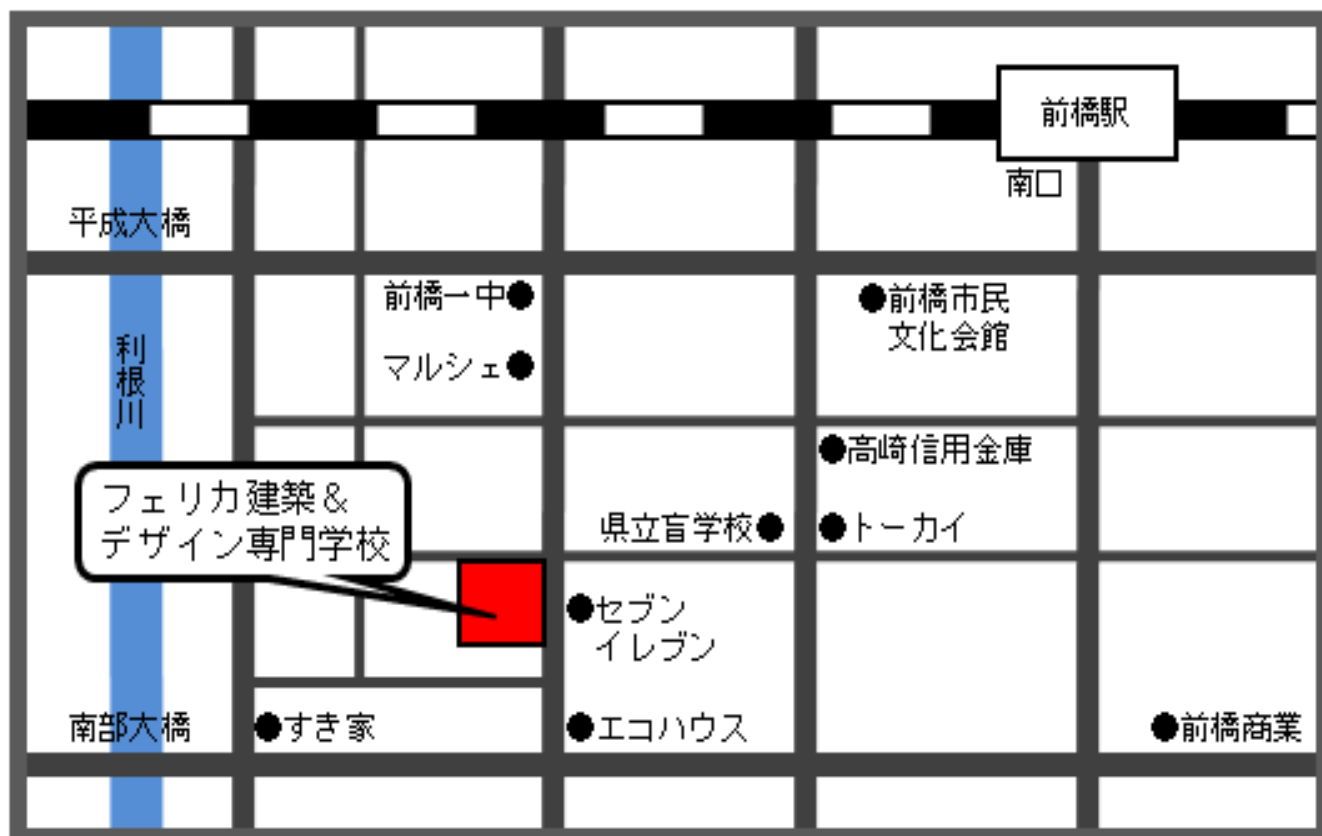 前橋駅
南口
平成大橋
前橋一中
前橋市民
文化会館
マルシェ
利根川
高崎信用金庫
フェリカ建築&
デザイン専門学校
県立盲学校
トーカイ
セブン
イレブン
南部大橋
すき家
エコハウス
前橋商業